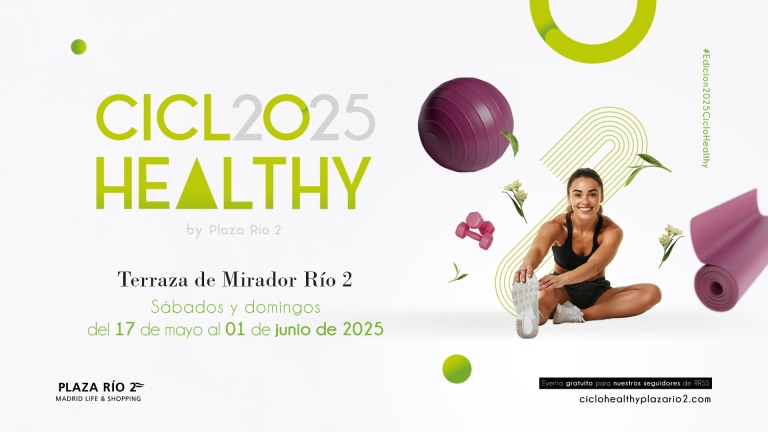 CICL2025
HEALTHY
by Plaza Río 2
Terraza de Mirador Río 2
Sábados y domingos
del 17 de mayo al 01 de junio de 2025
PLAZA RÍO 2
MADRID LIFE & SHOPPING
#Edicion2025CicloHealthy
Evento gratuito para nuestros seguidores de RRSS
ciclohealthyplazario2.com